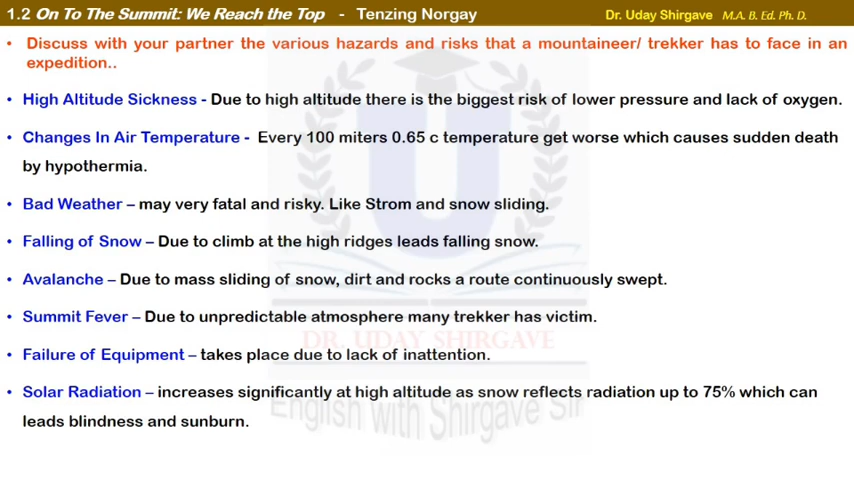 1.2 On To The Summit: We Reach the Top - Tenzing Norgay Dr. Uday Shirgave M.A. B. Ed. Ph. D.
• Discuss with your partner the various hazards and risks that a mountaineer/ trekker has to face in an
expedition..
• High Altitude Sickness - Due to high altitude there is the biggest risk of lower pressure and lack of oxygen.
• Changes In Air Temperature - Every 100 miters 0.65 c temperature get worse which causes sudden death
by hypothermia.
• Bad Weather – may very fatal and risky. Like Strom and snow sliding.
• Falling of Snow – Due to climb at the high ridges leads falling snow.
• Avalanche – Due to mass sliding of snow, dirt and rocks a route continuously swept.
• Summit Fever – Due to unpredictable atmosphere many trekker has victim.
DR. UDAY SHIRGAVE
• Failure of Equipment – takes place due to lack of inattention.
• Solar Radiation – increases significantly at high altitude as snow reflects radiation up to 75% which can
English with Shirgave Sir
leads blindness and sunburn.